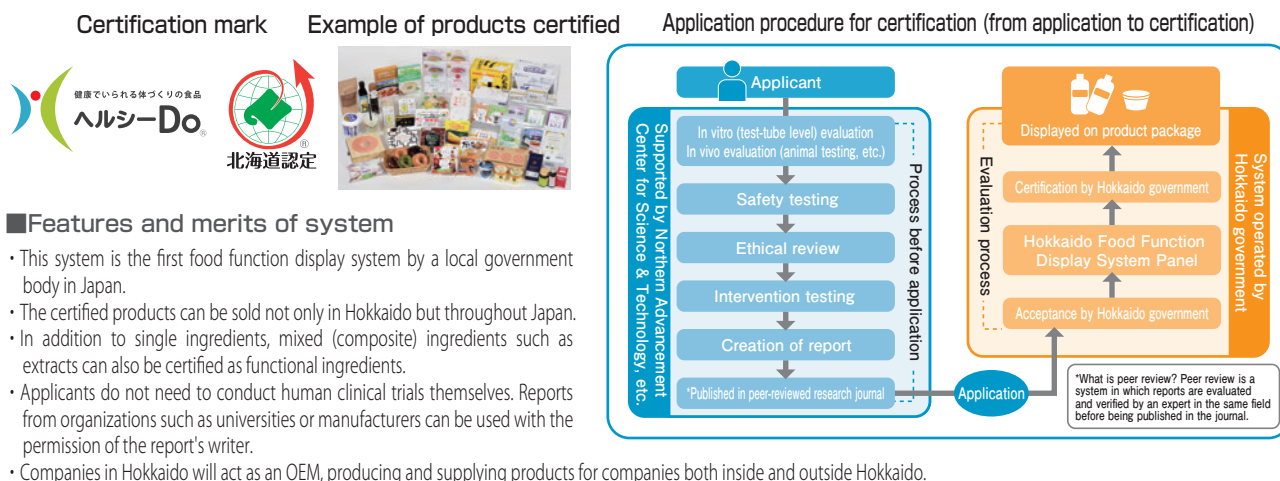 Certification mark
Example of products certified
Application procedure for certification (from application to certification)
健康でいられる体づくりの食品
ヘルシーDo®
®
北海道認定
Applicant
Supported by Northern Advancement
Center for Science & Technology, etc.
In vitro (test-tube level) evaluation
In vivo evaluation (animal testing, etc.)
Safety testing
Ethical review
Intervention testing
Creation of report
*Published in peer-reviewed research journal
Process before application
Application
Displayed on product package
Certification by Hokkaido government
Hokkaido Food Function
Display System Panel
Acceptance by Hokkaido government
Evaluation process
System operated by
Hokkaido government
*What is peer review? Peer review is a
system in which reports are evaluated
and verified by an expert in the same field
before being published in the journal.
■Features and merits of system
・This system is the first food function display system by a local government
body in Japan.
・The certified products can be sold not only in Hokkaido but throughout Japan.
・In addition to single ingredients, mixed (composite) ingredients such as
extracts can also be certified as functional ingredients.
・Applicants do not need to conduct human clinical trials themselves. Reports
from organizations such as universities or manufacturers can be used with the
permission of the report's writer.
・Companies in Hokkaido will act as an OEM, producing and supplying products for companies both inside and outside Hokkaido.